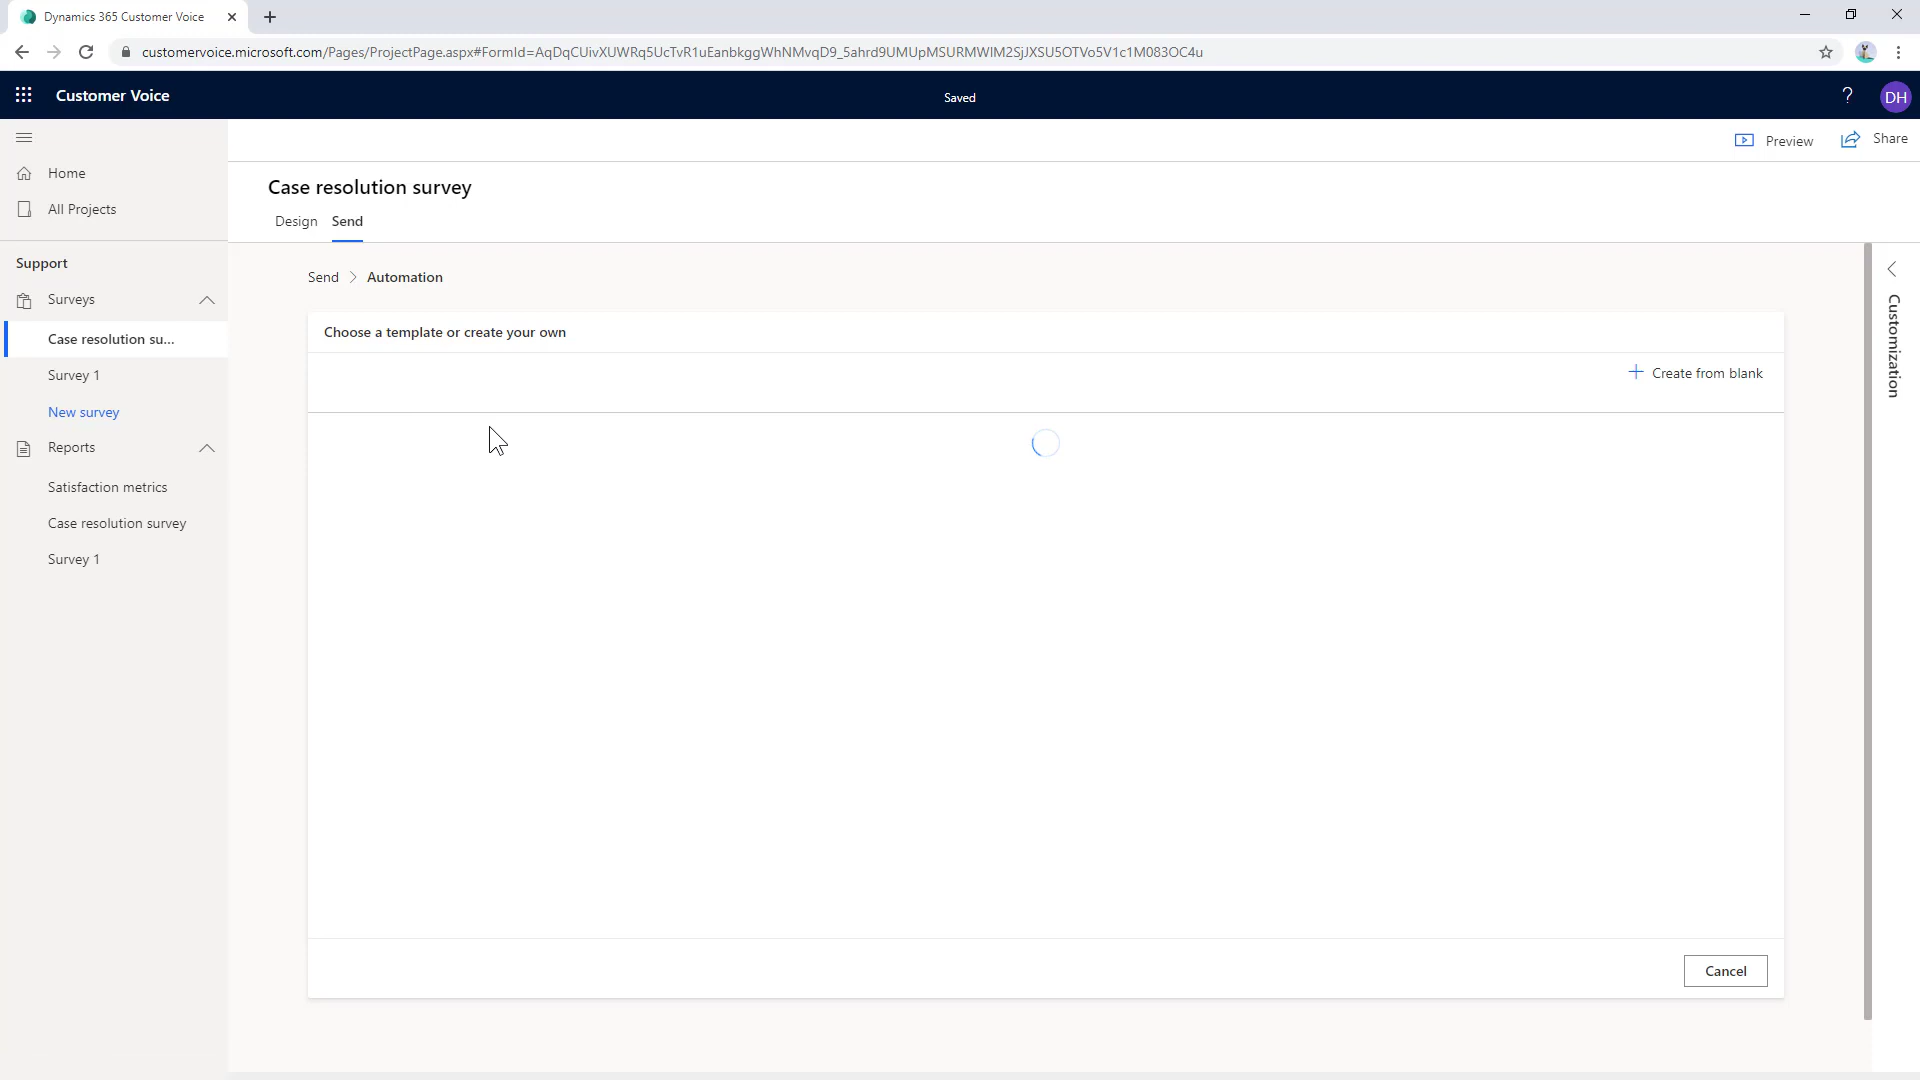 Dynamics 365 Customer Voice
customervoice.microsoft.com/Pages/ProjectPage.aspx#FormId=AqDqCUivXUWRq5UcTvR1uEanbkggWhNMvqD9_5ahrd9UMUpMSURMWlM2SjJXSU5OTVo5V1c1M083OC4u
Customer Voice
Saved
?
DH
Preview
Share
Home
All Projects
Case resolution survey
Design
Send
Support
Surveys
Case resolution su...
Survey 1
New survey
Reports
Satisfaction metrics
Case resolution survey
Survey 1
Send > Automation
Choose a template or create your own
+ Create from blank
Cancel
Customization